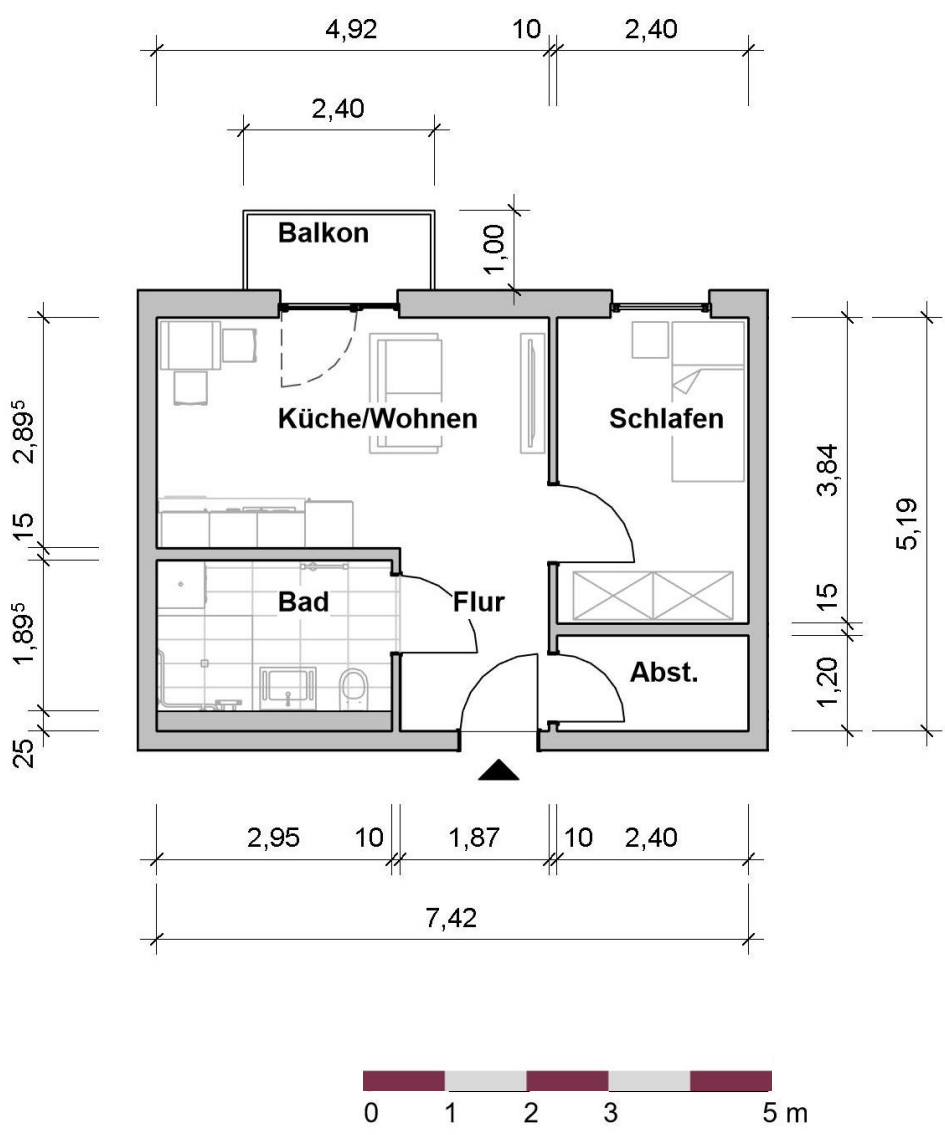 4,92 10 2,40
2,40
Balkon
1,00
Küche/Wohnen Schlafen
2,89⁵
15
1,89⁵
25
3,84
15
1,20
5,19
Bad Flur
Abst.
2,95 10 1,87 10 2,40
7,42
0 1 2 3 5 m